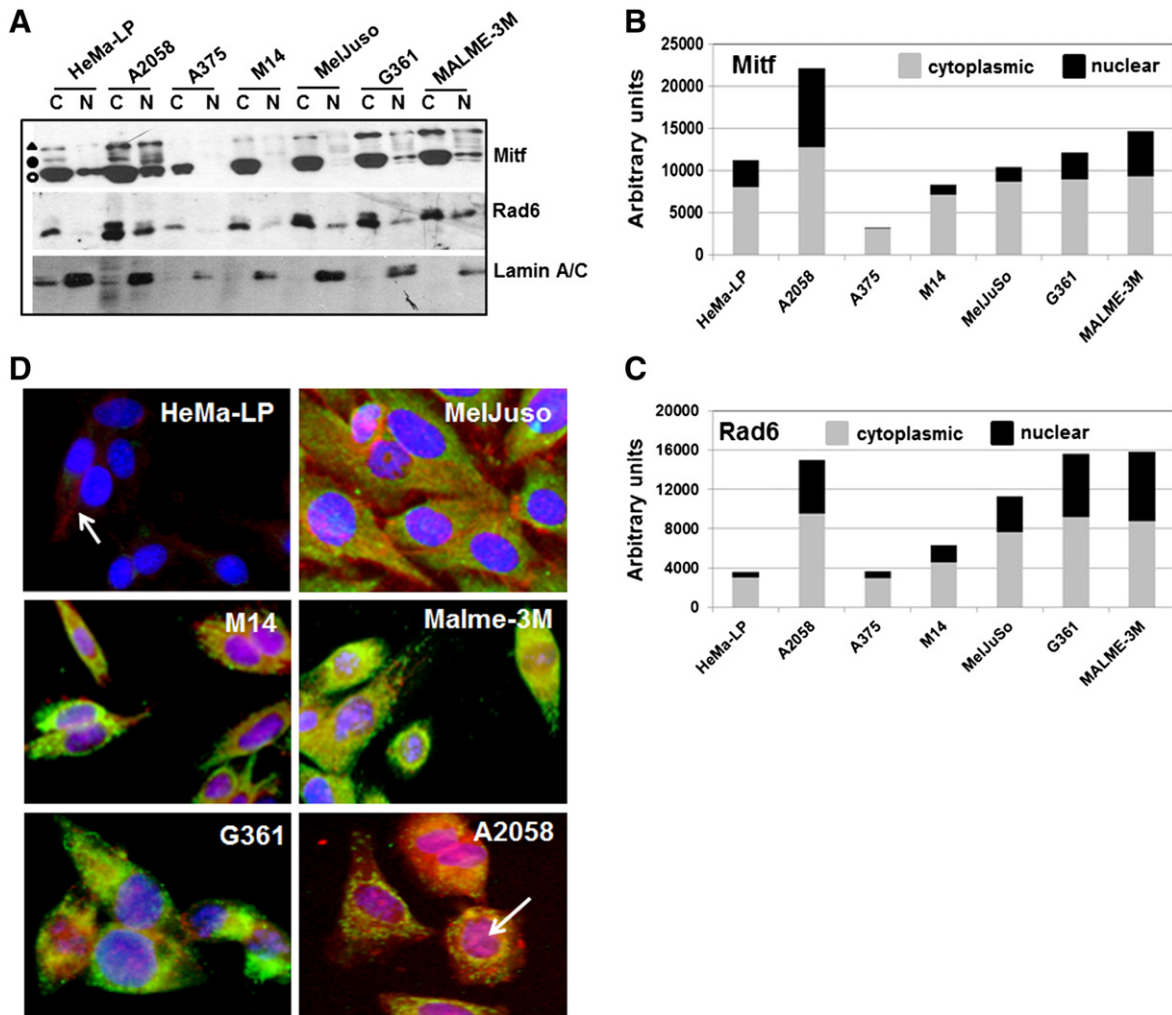 A
HeMa-LP
A2058
A375
M14
MelJuso
G361
MALME-3M
C N C N C N C N C N C N C N
Mitf
Rad6
Lamin A/C
B
Mitf
cytoplasmic
nuclear
Arbitrary units
25000
20000
15000
10000
5000
0
HeMa-LP
A2058
A375
M14
MelJuSo
G361
MALME-3M
C
Rad6
cytoplasmic
nuclear
Arbitrary units
20000
16000
12000
8000
4000
0
HeMa-LP
A2058
A375
M14
MelJuSo
G361
MALME-3M
D
HeMa-LP
MelJuso
M14
Malme-3M
G361
A2058